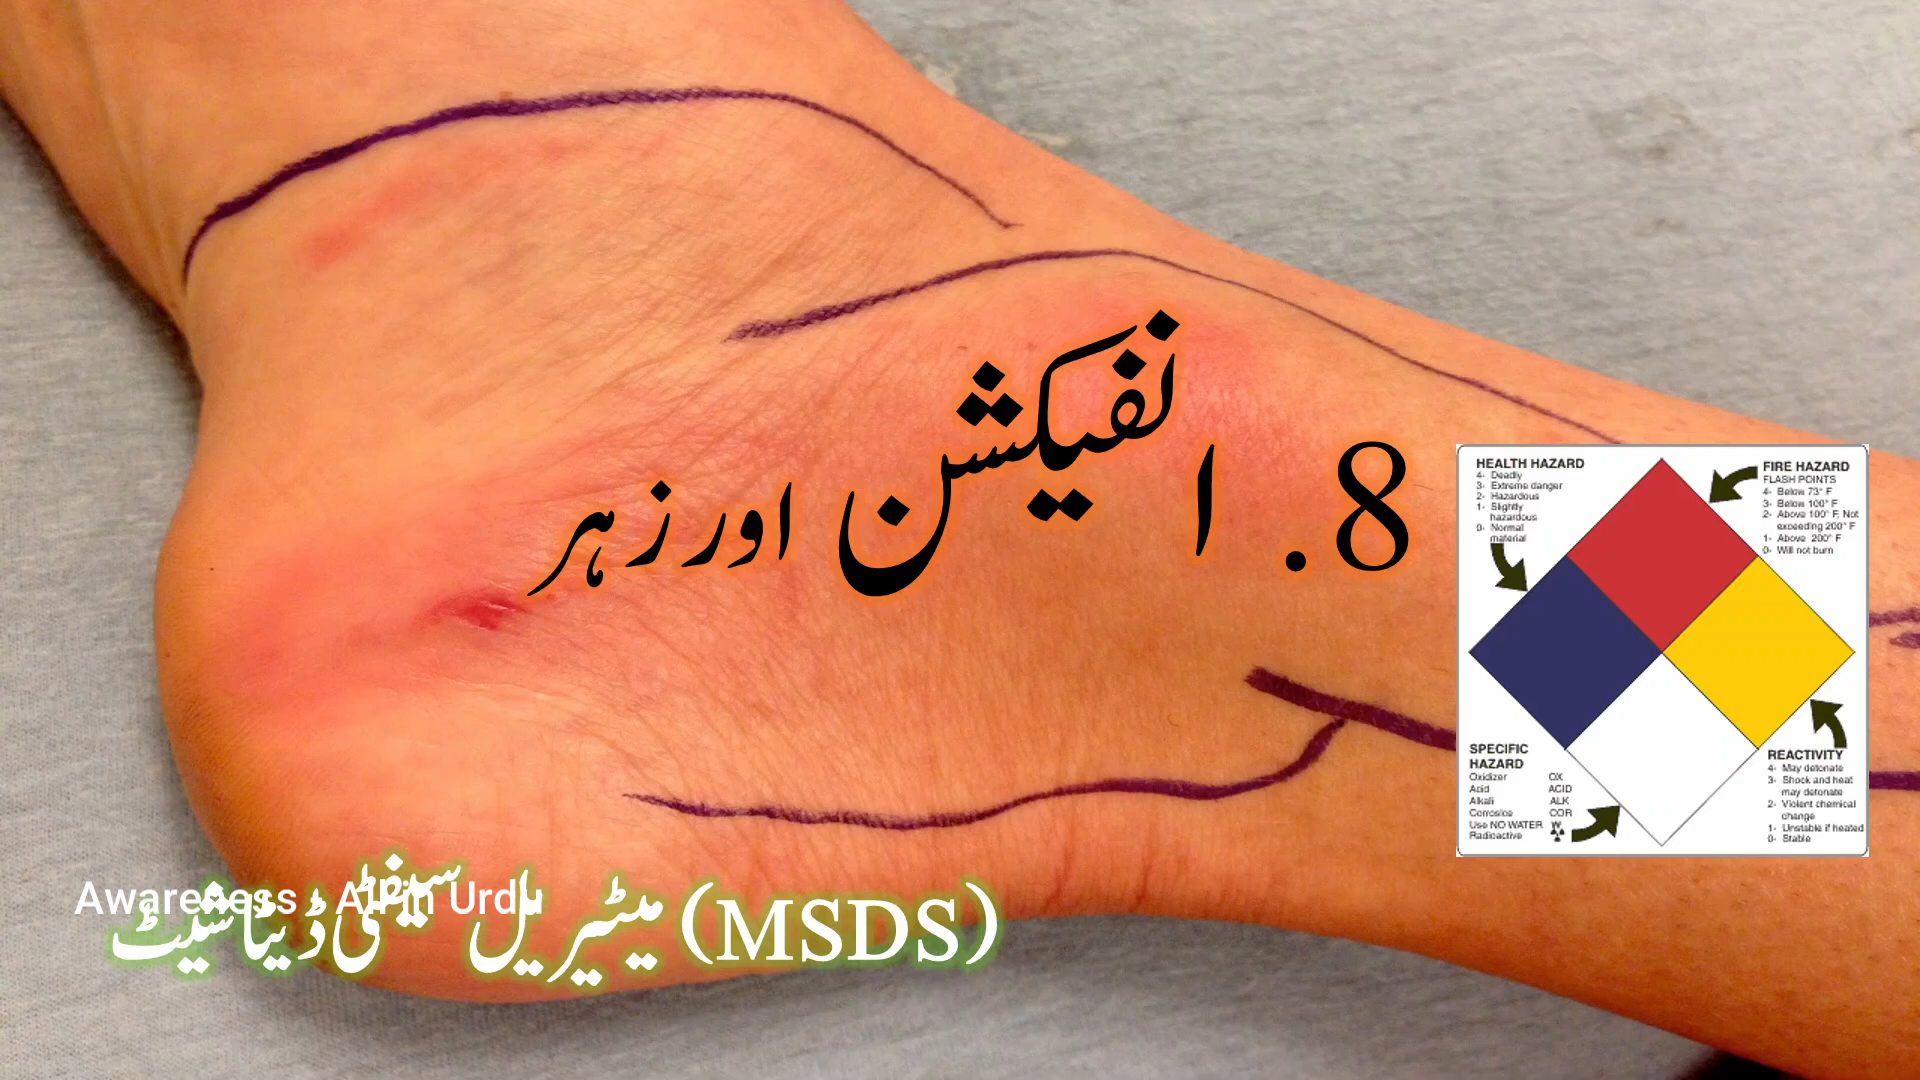 8. انفیکشن اور زہر
HEALTH HAZARD
4- Deadly
3- Extreme danger
2- Hazardous
1- Slightly
hazardous
0- Normal
material
FIRE HAZARD
FLASH POINTS
4- Below 73° F
3- Below 100° F
2- Above 100° F, Not
exceeding 200° F
1- Above 200° F
0- Will not burn
SPECIFIC
HAZARD
Oxidizer OX
Acid ACID
Alkali ALK
Corrosive COR
Use NO WATER W
Radioactive
REACTIVITY
4- May detonate
3- Shock and heat
may detonate
2- Violent chemical
change
1- Unstable if heated
0- Stable
Awareness - All in Urdu
میٹیریل سیفٹی ڈیٹا شیٹ (MSDS)